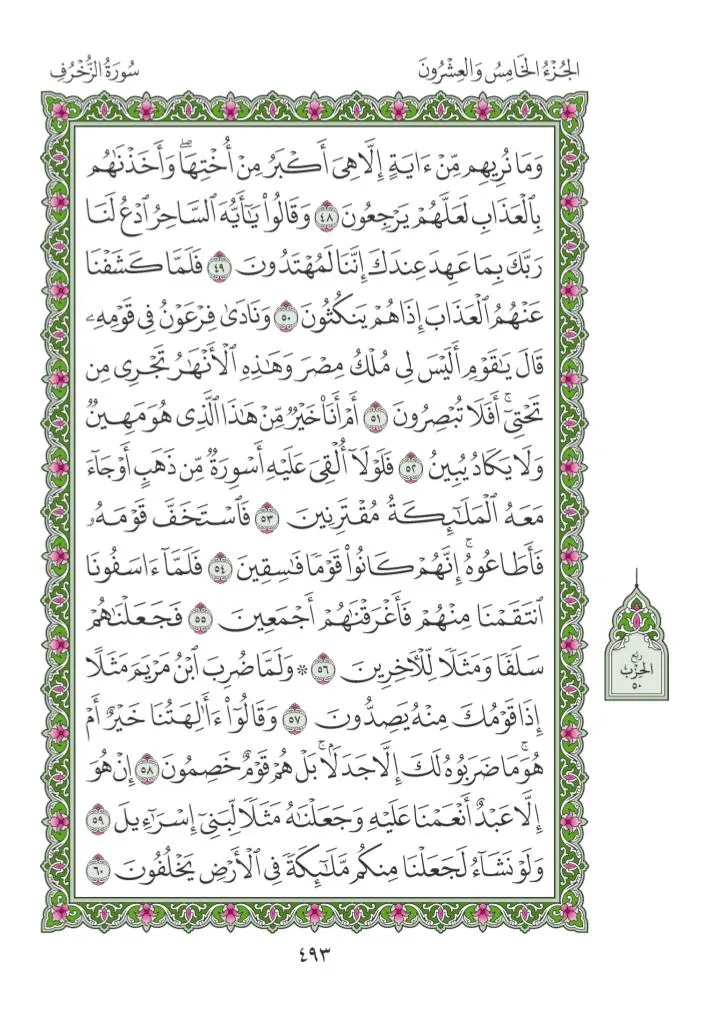 الجُزْءُ الخَامِسُ وَالعِشْرُونَ
سُورَةُ الزُّخْرُفِ
وَمَا نُرِيهِم مِّنْ ءَايَةٍ إِلَّا هِىَ أَكْبَرُ مِنْ أُخْتِهَاۖ وَأَخَذْنَٰهُم
بِٱلْعَذَابِ لَعَلَّهُمْ يَرْجِعُونَ ٤٨ وَقَالُوا۟ يَٰٓأَيُّهَ ٱلسَّاحِرُ ٱدْعُ لَنَا
رَبَّكَ بِمَا عَهِدَ عِندَكَ إِنَّنَا لَمُهْتَدُونَ ٤٩ فَلَمَّا كَشَفْنَا
عَنْهُمُ ٱلْعَذَابَ إِذَا هُمْ يَنكُثُونَ ٥٠ وَنَادَىٰ فِرْعَوْنُ فِى قَوْمِهِۦ
قَالَ يَٰقَوْمِ أَلَيْسَ لِى مُلْكُ مِصْرَ وَهَٰذِهِ ٱلْأَنْهَٰرُ تَجْرِى مِن
تَحْتِىٓۚ أَفَلَا تُبْصِرُونَ ٥١ أَمْ أَنَا۠ خَيْرٌ مِّنْ هَٰذَا ٱلَّذِى هُوَ مَهِينٌ
وَلَا يَكَادُ يُبِينُ ٥٢ فَلَوْلَآ أُلْقِىَ عَلَيْهِ أَسْوِرَةٌ مِّن ذَهَبٍ أَوْ جَآءَ
مَعَهُ ٱلْمَلَٰٓئِكَةُ مُقْتَرِنِينَ ٥٣ فَٱسْتَخَفَّ قَوْمَهُۥ
فَأَطَاعُوهُۚ إِنَّهُمْ كَانُوا۟ قَوْمًا فَٰسِقِينَ ٥٤ فَلَمَّآ ءَاسَفُونَا
ٱنتَقَمْنَا مِنْهُمْ فَأَغْرَقْنَٰهُمْ أَجْمَعِينَ ٥٥ فَجَعَلْنَٰهُمْ
سَلَفًا وَمَثَلًا لِّلْءَاخِرِينَ ٥٦ ۞ وَلَمَّا ضُرِبَ ٱبْنُ مَرْيَمَ مَثَلًا
إِذَا قَوْمُكَ مِنْهُ يَصِدُّونَ ٥٧ وَقَالُوٓا۟ ءَأَٰلِهَتُنَا خَيْرٌ أَمْ
هُوَۚ مَا ضَرَبُوهُ لَكَ إِلَّا جَدَلًۢاۚ بَلْ هُمْ قَوْمٌ خَصِمُونَ ٥٨ إِنْ هُوَ
إِلَّا عَبْدٌ أَنْعَمْنَا عَلَيْهِ وَجَعَلْنَٰهُ مَثَلًا لِّبَنِىٓ إِسْرَٰٓءِيلَ ٥٩
وَلَوْ نَشَآءُ لَجَعَلْنَا مِنكُم مَّلَٰٓئِكَةً فِى ٱلْأَرْضِ يَخْلُفُونَ ٦٠
ربع
الحِزْب
٥٠
٤٩٣